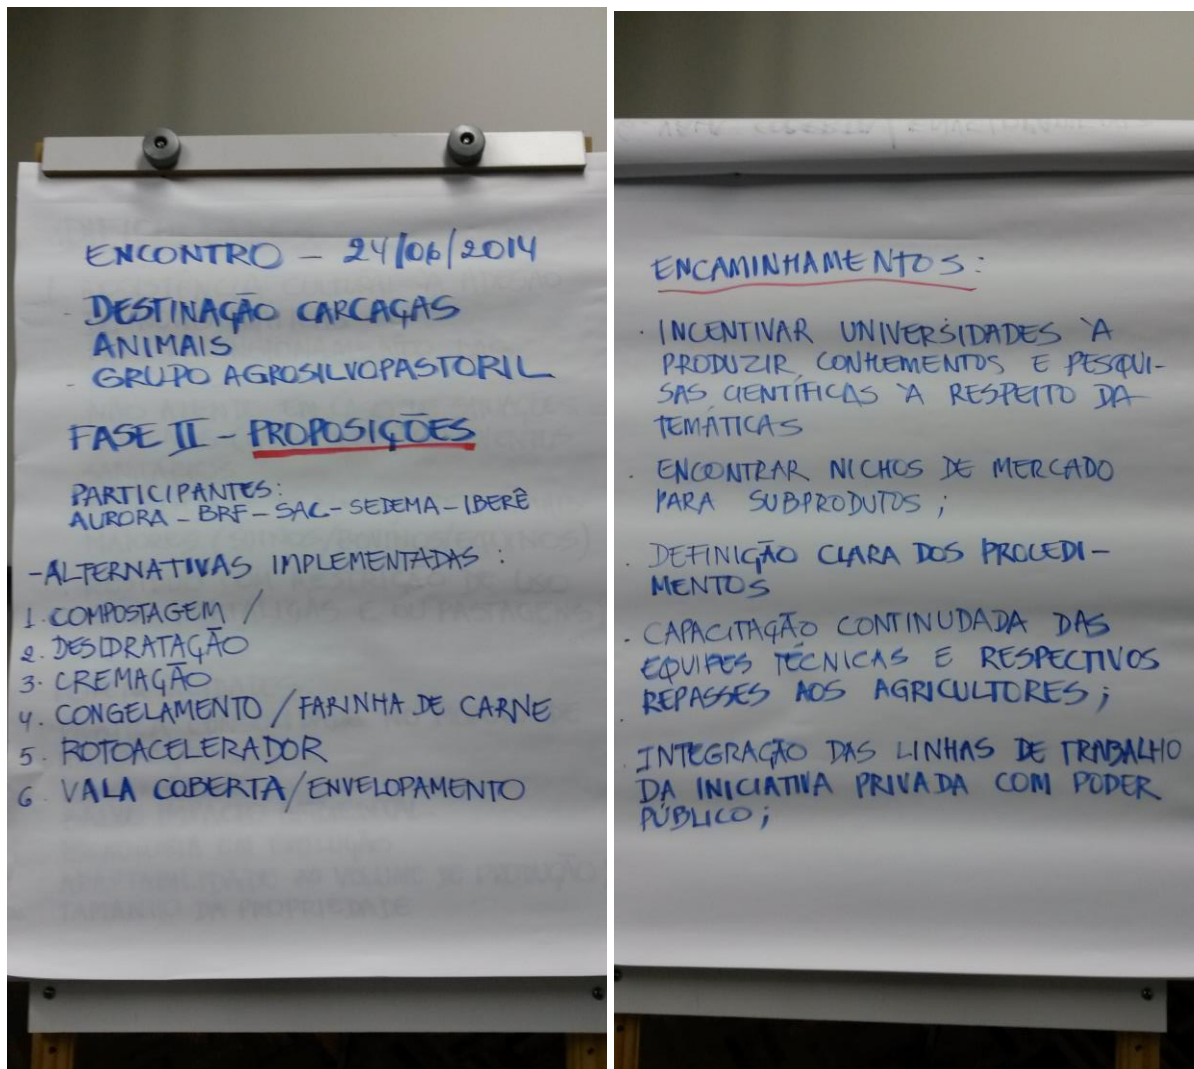 ENCONTRO - 24/06/2014
- DESTINAÇÃO CARCAÇAS
ANIMAIS
- GRUPO AGROSILVOPASTORIL
FASE II - PROPOSIÇÕES
PARTICIPANTES:
AURORA - BRF - SAC - SEDEMA - IBERÊ
- ALTERNATIVAS IMPLEMENTADAS:
1. COMPOSTAGEM /
2. DESIDRATAÇÃO
3. CREMAÇÃO
4. CONGELAMENTO / FARINHA DE CARNE
5. ROTOACELERADOR
6. VALA COBERTA/ENVELOPAMENTO
ENCAMINHAMENTOS:
· INCENTIVAR UNIVERSIDADES À
PRODUZIR CONHEMENTOS E PESQUI-
SAS CIENTÍFICAS À RESPEITO DA
TEMÁTICAS
· ENCONTRAR NICHOS DE MERCADO
PARA SUBPRODUTOS;
· DEFINIÇÃO CLARA DOS PROCEDI-
MENTOS
· CAPACITAÇÃO CONTINUDADA DAS
EQUIPES TÉCNICAS E RESPECTIVOS
REPASSES AOS AGRICULTORES;
· INTEGRAÇÃO DAS LINHAS DE TRABALHO
DA INICIATIVA PRIVADA COM PODER
PÚBLICO;